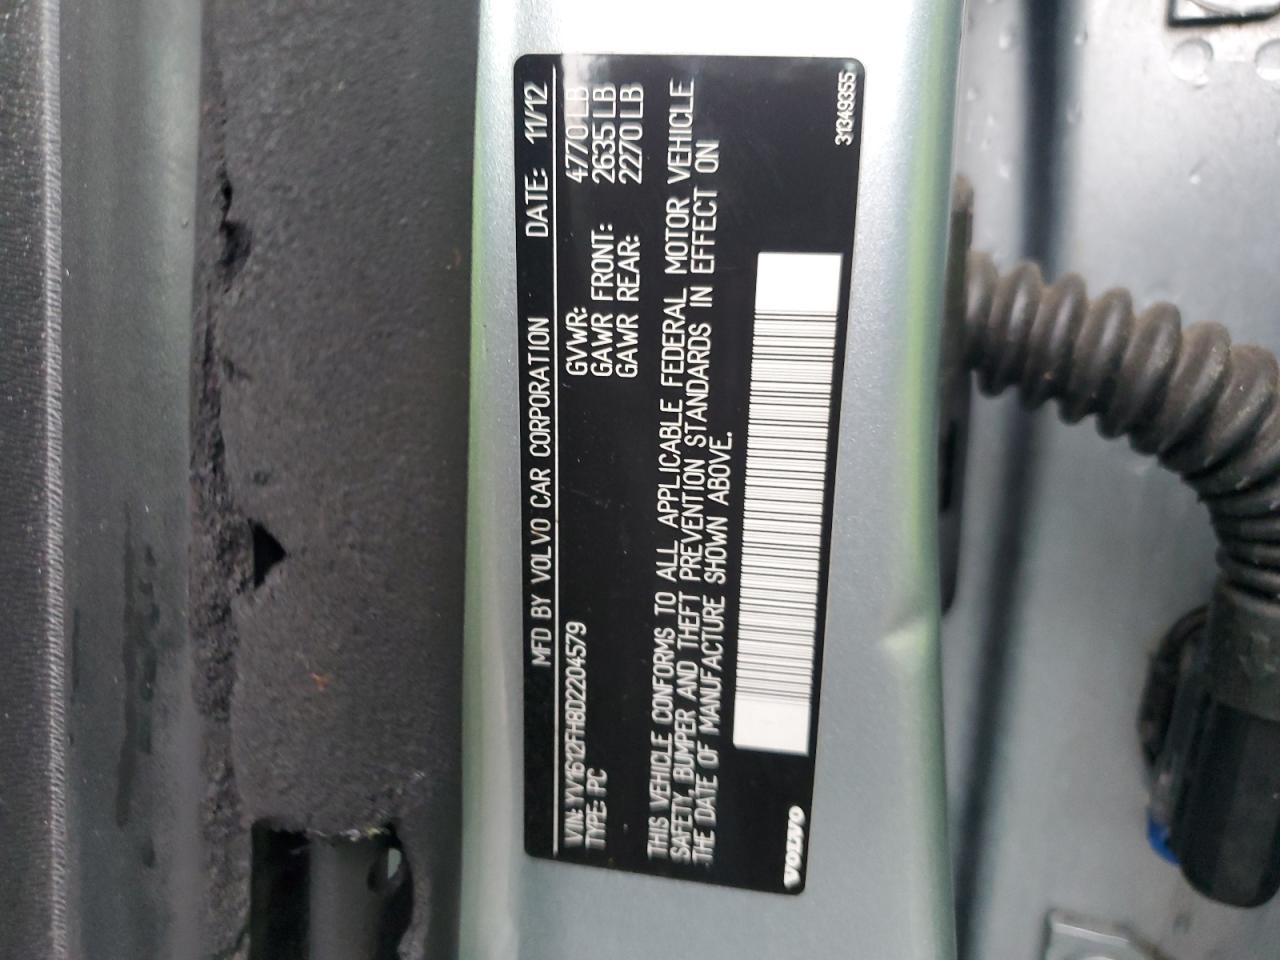 MFD BY VOLVO CAR CORPORATION DATE: 11/12
GVWR: 4770 LB
GAWR FRONT: 2635 LB
GAWR REAR: 2270 LB
VIN: YV1612FH8D2204579
TYPE: PC
THIS VEHICLE CONFORMS TO ALL APPLICABLE FEDERAL MOTOR VEHICLE
SAFETY, BUMPER AND THEFT PREVENTION STANDARDS IN EFFECT ON
THE DATE OF MANUFACTURE SHOWN ABOVE.
VOLVO
31349355